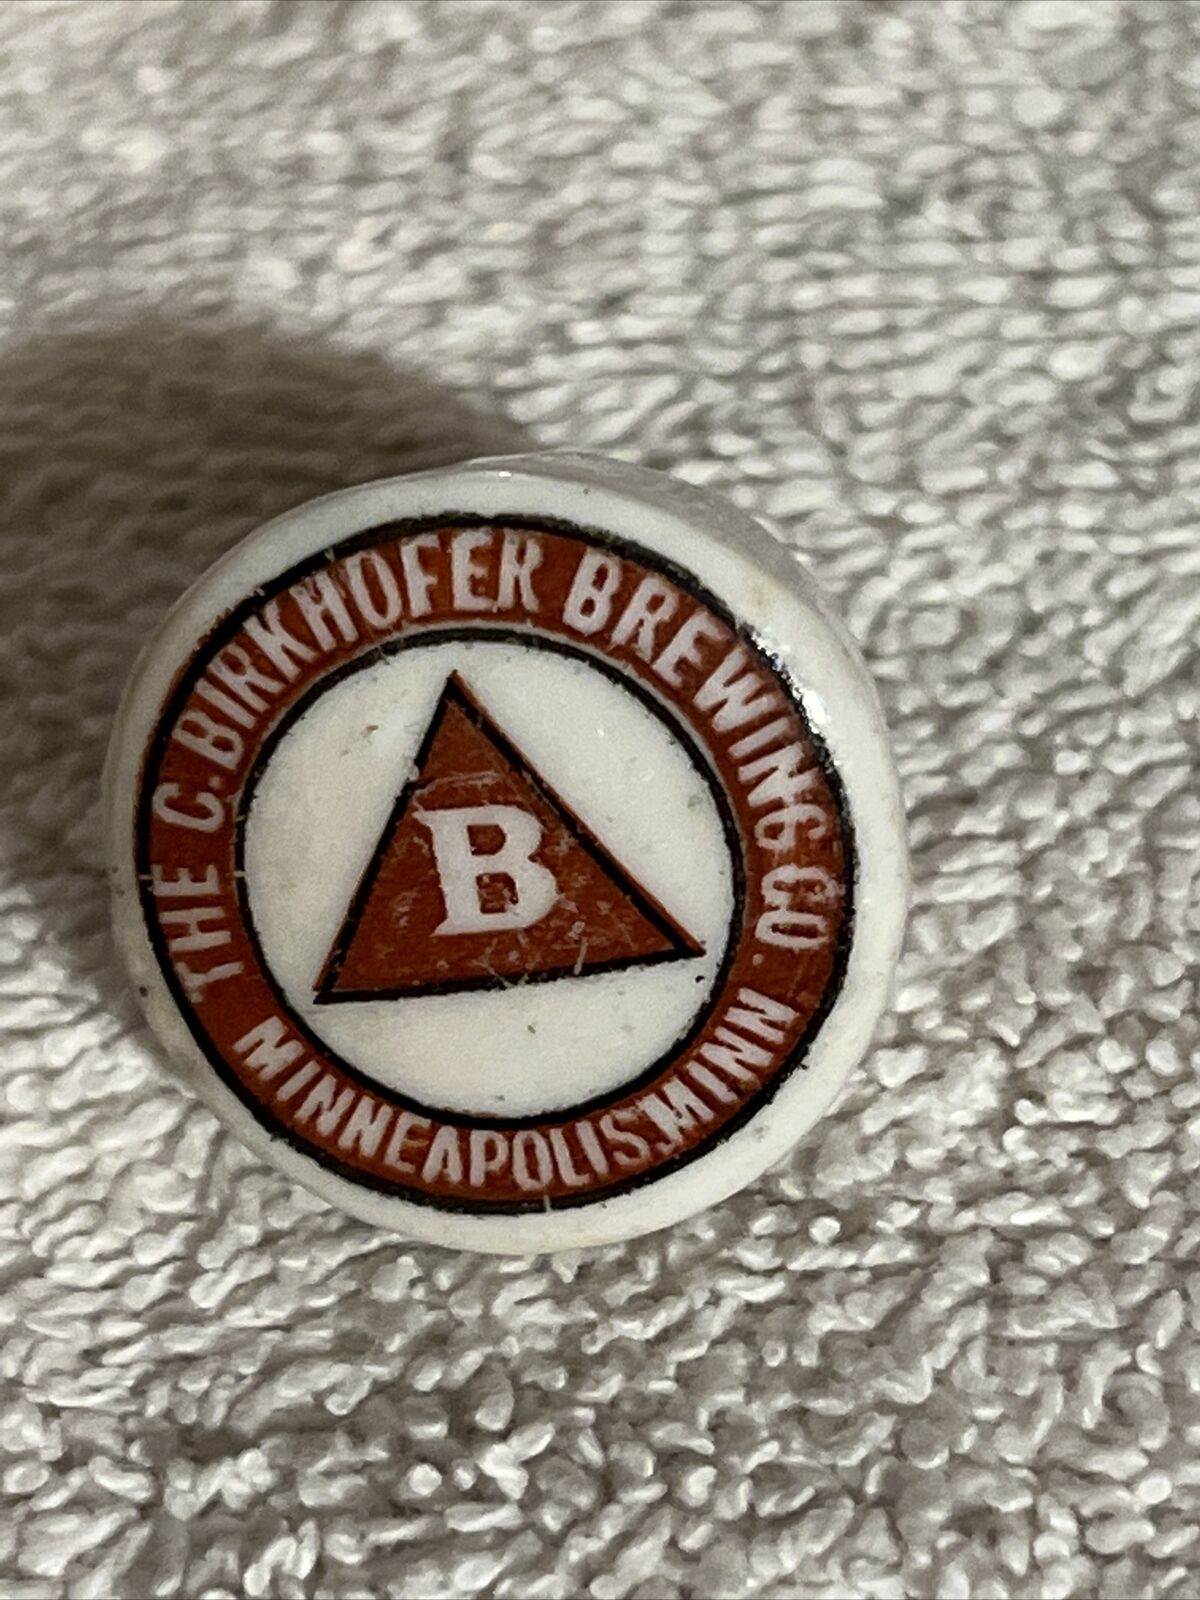 THE C. BIRKHOFER BREWING CO.
B
MINNEAPOLIS, MINN